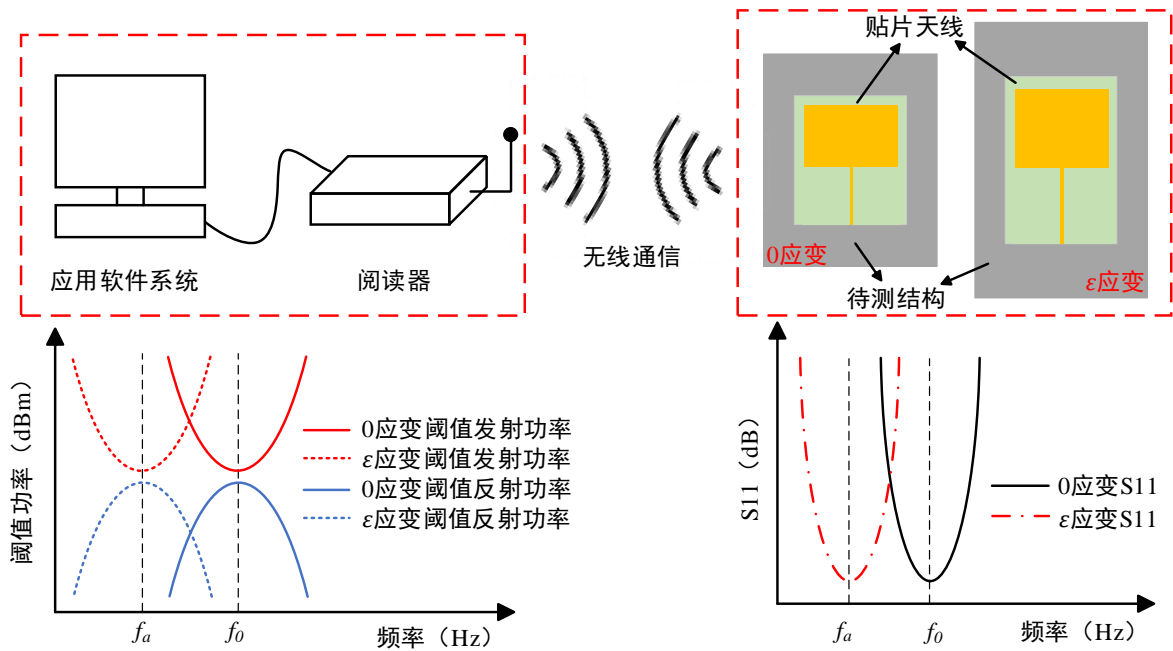 贴片天线
应用软件系统
阅读器
无线通信
0应变
ε应变
待测结构
阈值功率（dBm）
0应变阈值发射功率
ε应变阈值发射功率
0应变阈值反射功率
ε应变阈值反射功率
fa
f0
频率（Hz）
S11（dB）
0应变S11
ε应变S11
fa
f0
频率（Hz）